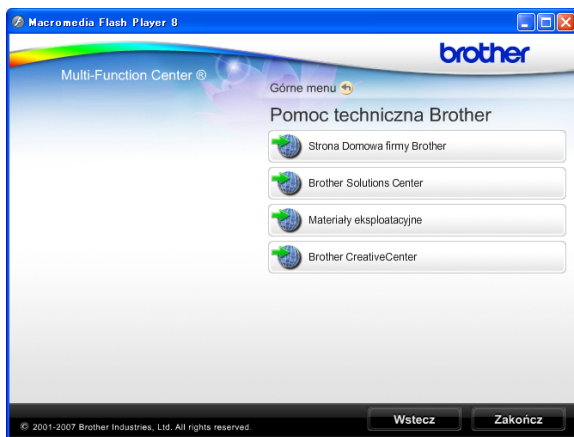 Macromedia Flash Player 8
brother
Multi-Function Center ®
Górne menu
Pomoc techniczna Brother
Strona Domowa firmy Brother
Brother Solutions Center
Materiały eksploatacyjne
Brother CreativeCenter
© 2001-2007 Brother Industries, Ltd. All rights reserved.
Wstecz
Zakończ